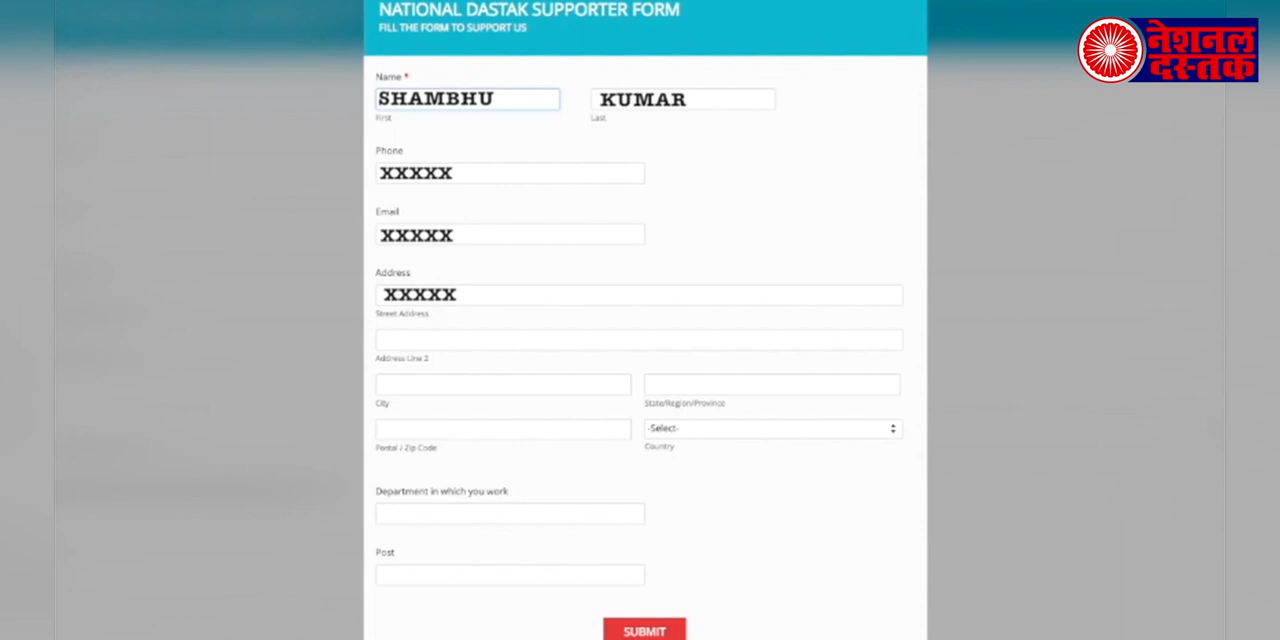 NATIONAL DASTAK SUPPORTER FORM
FILL THE FORM TO SUPPORT US
नेशनल
दस्तक
Name *
SHAMBHU KUMAR
First Last
Phone
XXXXX
Email
XXXXX
Address
XXXXX
Street Address
Address Line 2
City State/Region/Province
-Select-
Postal / Zip Code Country
Department in which you work
Post
SUBMIT